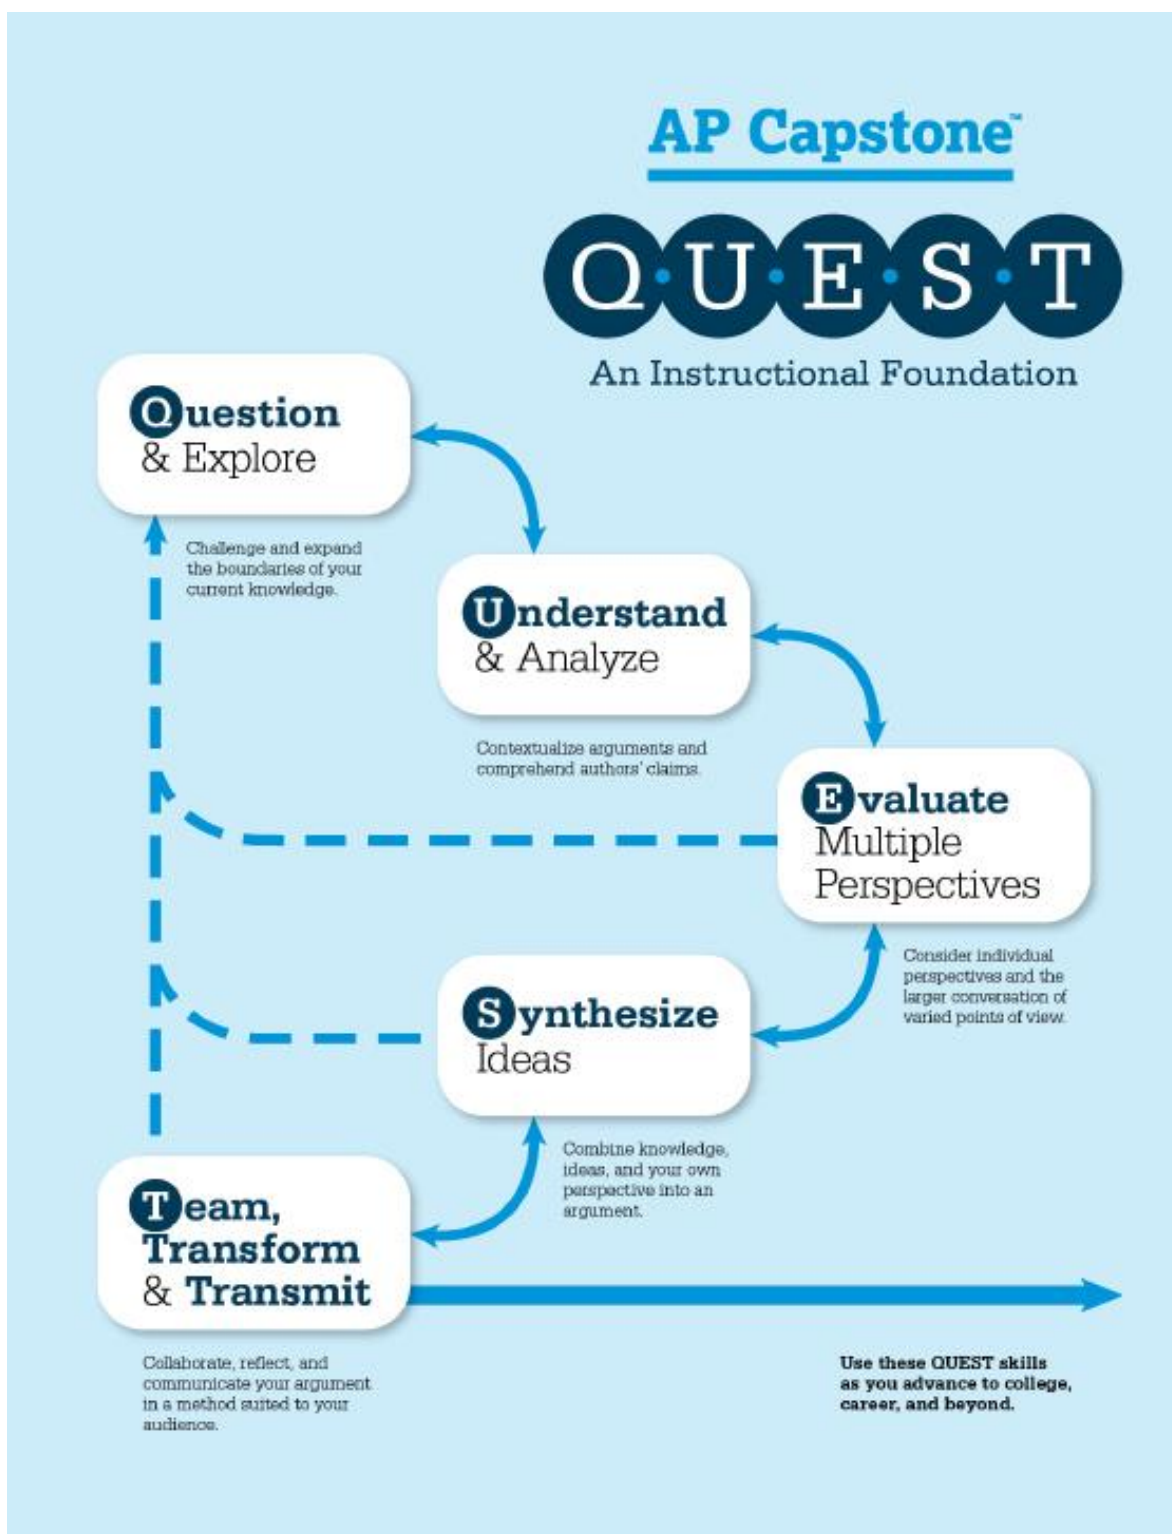 AP Capstone™
Q·U·E·S·T
An Instructional Foundation
Question
& Explore
Challenge and expand
the boundaries of your
current knowledge.
Understand
& Analyze
Contextualize arguments and
comprehend authors' claims.
Evaluate
Multiple
Perspectives
Consider individual
perspectives and the
larger conversation of
varied points of view.
Synthesize
Ideas
Combine knowledge,
ideas, and your own
perspective into an
argument.
Team,
Transform
& Transmit
Collaborate, reflect, and
communicate your argument
in a method suited to your
audience.
Use these QUEST skills
as you advance to college,
career, and beyond.